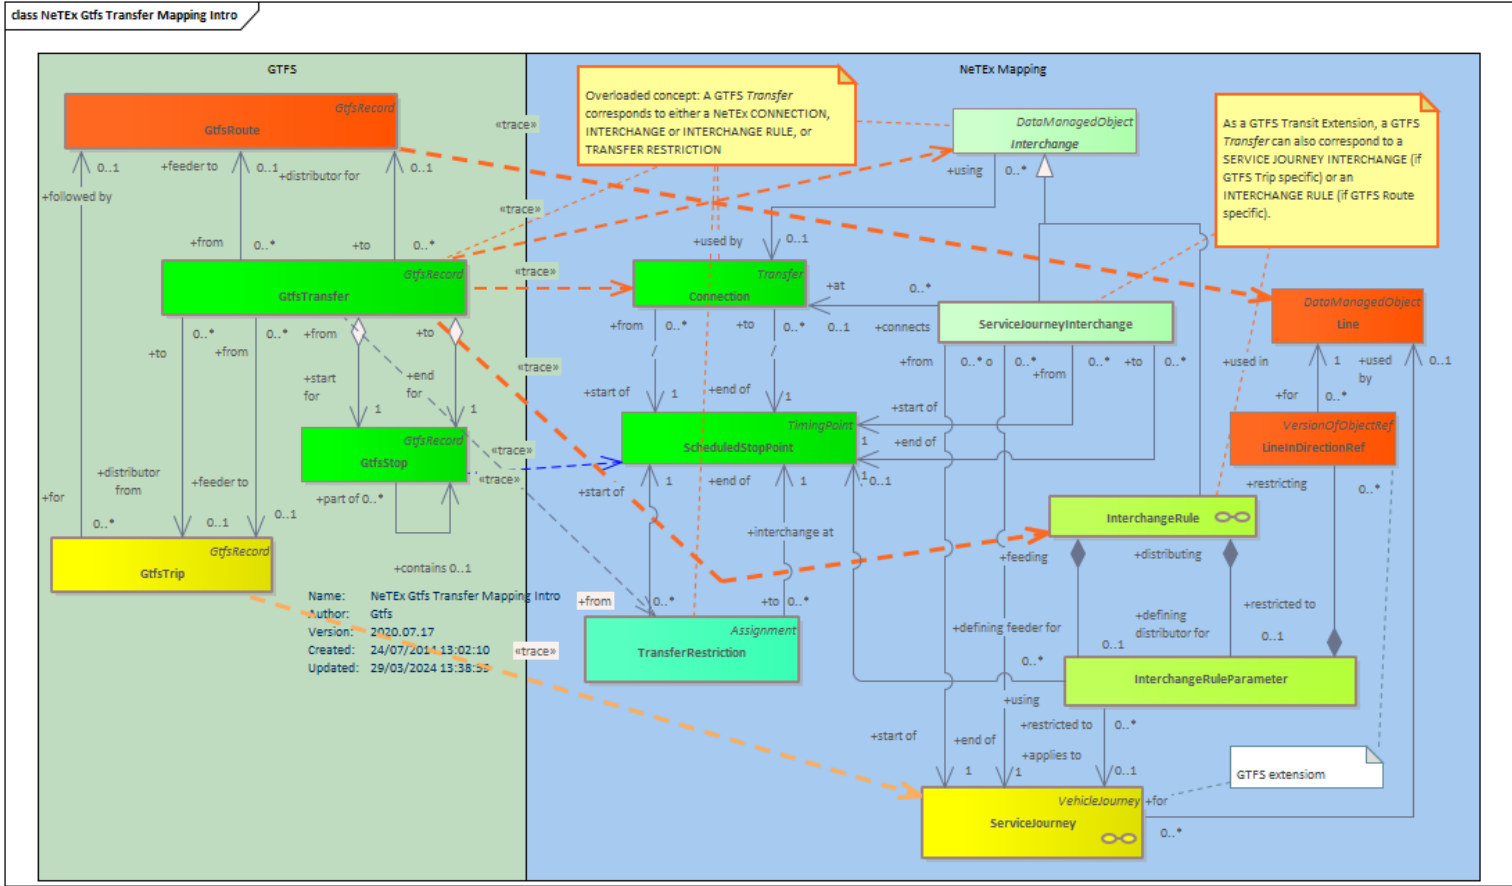 class NeTEx Gtfs Transfer Mapping Intro
GTFS
NeTEx Mapping
GtfsRecord
GtfsRoute
«trace»
Overloaded concept: A GTFS Transfer
corresponds to either a NeTEx CONNECTION,
INTERCHANGE or INTERCHANGE RULE, or
TRANSFER RESTRICTION
DataManagedObject
Interchange
As a GTFS Transit Extension, a GTFS
Transfer can also correspond to a
SERVICE JOURNEY INTERCHANGE (if
GTFS Trip specific) or an
INTERCHANGE RULE (if GTFS Route
specific).
0..1
+feeder to
0..1
+distributor for
0..1
+followed by
+using
0..*
«trace»
+from
0..*
+to
0..*
+used by
0..1
GtfsRecord
GtfsTransfer
«trace»
Transfer
Connection
+at
0..*
0..1
+connects
ServiceJourneyInterchange
DataManagedObject
Line
+to
0..*
+from
0..*
+from
+to
+from
0..*
+to
0..*
+from
0..* o
0..*
+from
0..*
+to
0..*
+used in
1
+used
by
0..1
+start
for
+end
for
«trace»
+start of
1
+end of
1
+for
0..*
1
1
+start of
1
+end of
GtfsRecord
GtfsStop
TimingPoint
ScheduledStopPoint
VersionOfObjectRef
LineInDirectionRef
«trace»
«trace»
+distributor
from
+feeder to
+part of 0..*
+start of
1
+end of
1
1
0..1
+restricting
0..*
+for
0..*
0..1
0..1
+interchange at
InterchangeRule
GtfsRecord
GtfsTrip
+contains 0..1
+feeding
+distributing
Name: NeTEx Gtfs Transfer Mapping Intro
Author: Gtfs
Version: 2020.07.17
Created: 24/07/2014 13:02:10
Updated: 29/03/2024 13:38:59
+from
0..*
+to
0..*
«trace»
Assignment
TransferRestriction
+defining feeder for
0..*
0..1
+defining
distributor for
+restricted to
0..1
InterchangeRuleParameter
+using
+restricted to
0..*
+start of
+end of
+applies to
1
1
0..1
GTFS extensiom
VehicleJourney
ServiceJourney
+for
0..*